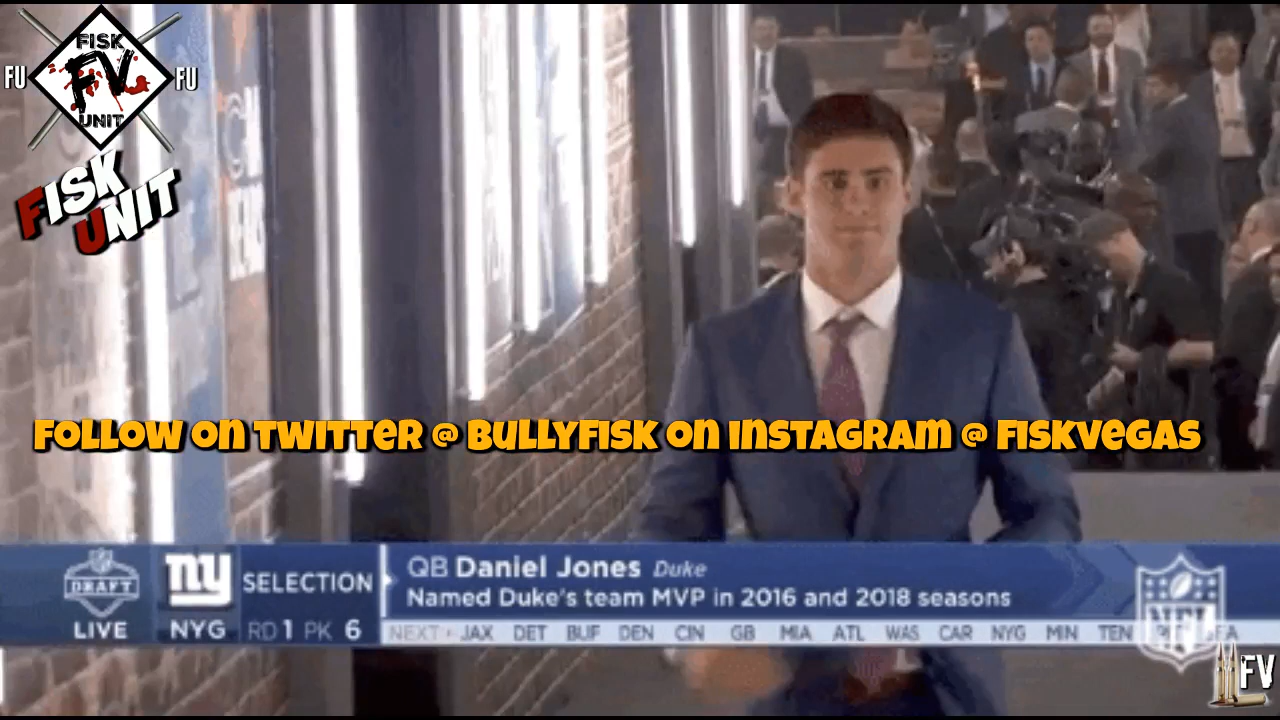 FISK
FU FV FU
UNIT
FISK
UNIT
FOLLOW ON TWITTER @ BULLYFISK ON INSTAGRAM @ FISKVEGAS
QB Daniel Jones Duke
DRAFT
ny
SELECTION
Named Duke's team MVP in 2016 and 2018 seasons
LIVE
NYG RD 1 PK 6
NEXT JAX DET BUF DEN CIN GB MIA ATL WAS CAR NYG MIN TEN
NFL
FV